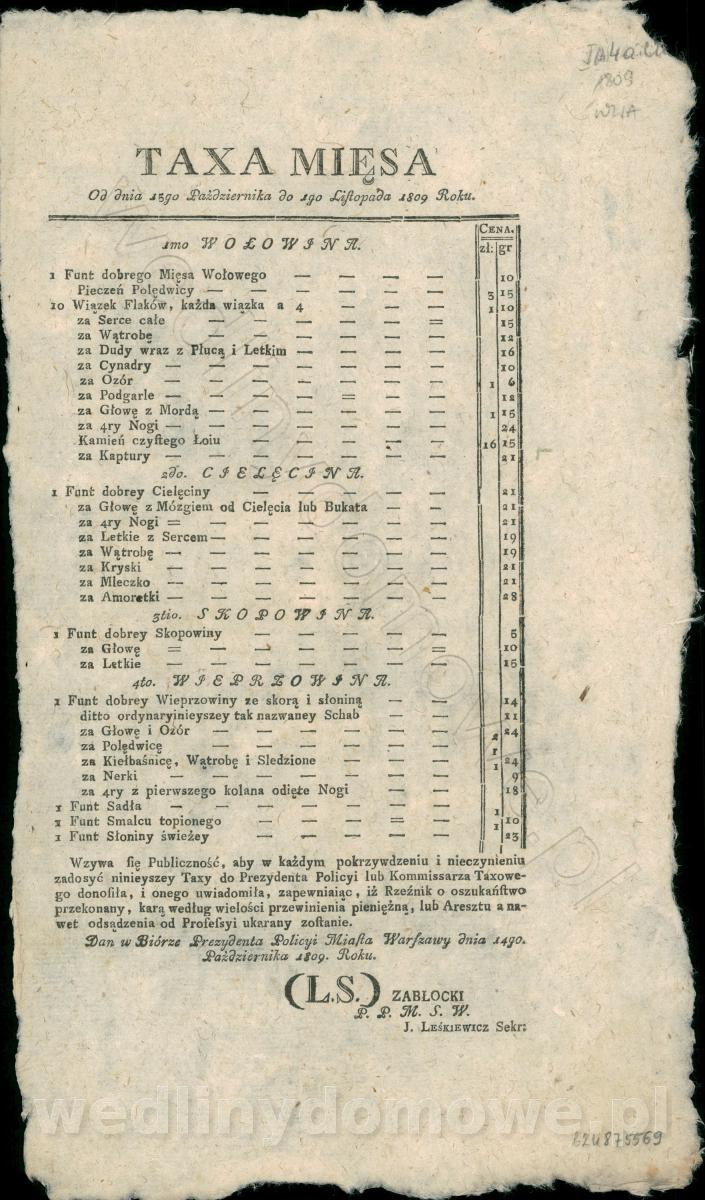 1809
TAXA MIĘSA
Od dnia 15go Października do 1go Liſtopada 1809 Roku.
CENA.
zł: gr
1mo WOŁOWINA.
1 Funt dobrego Mięsa Wołowego — — — — 10
Pieczeń Polędwicy — — — — — 3 15
10 Wiązek Flaków, każda wiązka a 4 — — — — 1 10
za Serce całe — — — — = 15
za Wątrobę — — — — — 12
za Dudy wraz z Płucą i Letkim — — — — 16
za Cynadry — — — — — — 10
za Ozór — — — — — — 1 6
za Podgarle — — — = — — 12
za Głowę z Mordą — — — — — 1 15
za 4ry Nogi — — — — — — 24
Kamień czyſtego Łoiu — — — — 16 15
za Kaptury — — — — — — 21
2do. CIELĘCINA.
1 Funt dobrey Cielęciny — — — — — 21
za Głowę z Mózgiem od Cielęcia lub Bukata — — 21
za 4ry Nogi = — — — — — 21
za Letkie z Sercem — — — — — 19
za Wątrobę — — — — — — 19
za Kryski — — — — — — 21
za Mleczko — — — — — — 21
za Amoretki — — — — — — 28
3tio. SKOPOWINA.
1 Funt dobrey Skopowiny — — — — 5
za Głowę = — — — — = 10
za Letkie — — — — — — 15
4to. WIEPRZOWINA.
1 Funt dobrey Wieprzowiny ze skorą i słoniną — — 14
ditto ordynaryinieyszey tak nazwaney Schab — — 11
za Głowę i Ozór — — — — — 2 24
za Polędwicę — — — — — 1
za Kiełbaśnicę, Wątrobę i Sledzione — — — 1 24
za Nerki — — — — — — 9
za 4ry z pierwszego kolana odięte Nogi — — 18
1 Funt Sadła — — — — — — 1
1 Funt Smalcu topionego — — — = — 1 10
1 Funt Słoniny świeżey — — — — 23
Wzywa ſię Publiczność, aby w każdym pokrzywdzeniu i nieczynieniu
zadosyć ninieyszey Taxy do Prezydenta Policyi lub Kommissarza Taxowe-
go donoſiła, i onego uwiadomiła, zapewniaiąc, iż Rzeźnik o oszukańſtwo
przekonany, karą według wielości przewinienia pieniężną, lub Aresztu a na-
wet odsądzenia od Profeſsyi ukarany zoſtanie.
Dan w Biórze Prezydenta Policyi Miaſta Warſzawy dnia 14go.
Października 1809. Roku.
(L.S.) ZABŁOCKI
P. P. M. S. W.
J. LEŚKIEWICZ Sekr:
wedlinydomowe.pl
wedlinydomowe.pl
624875569